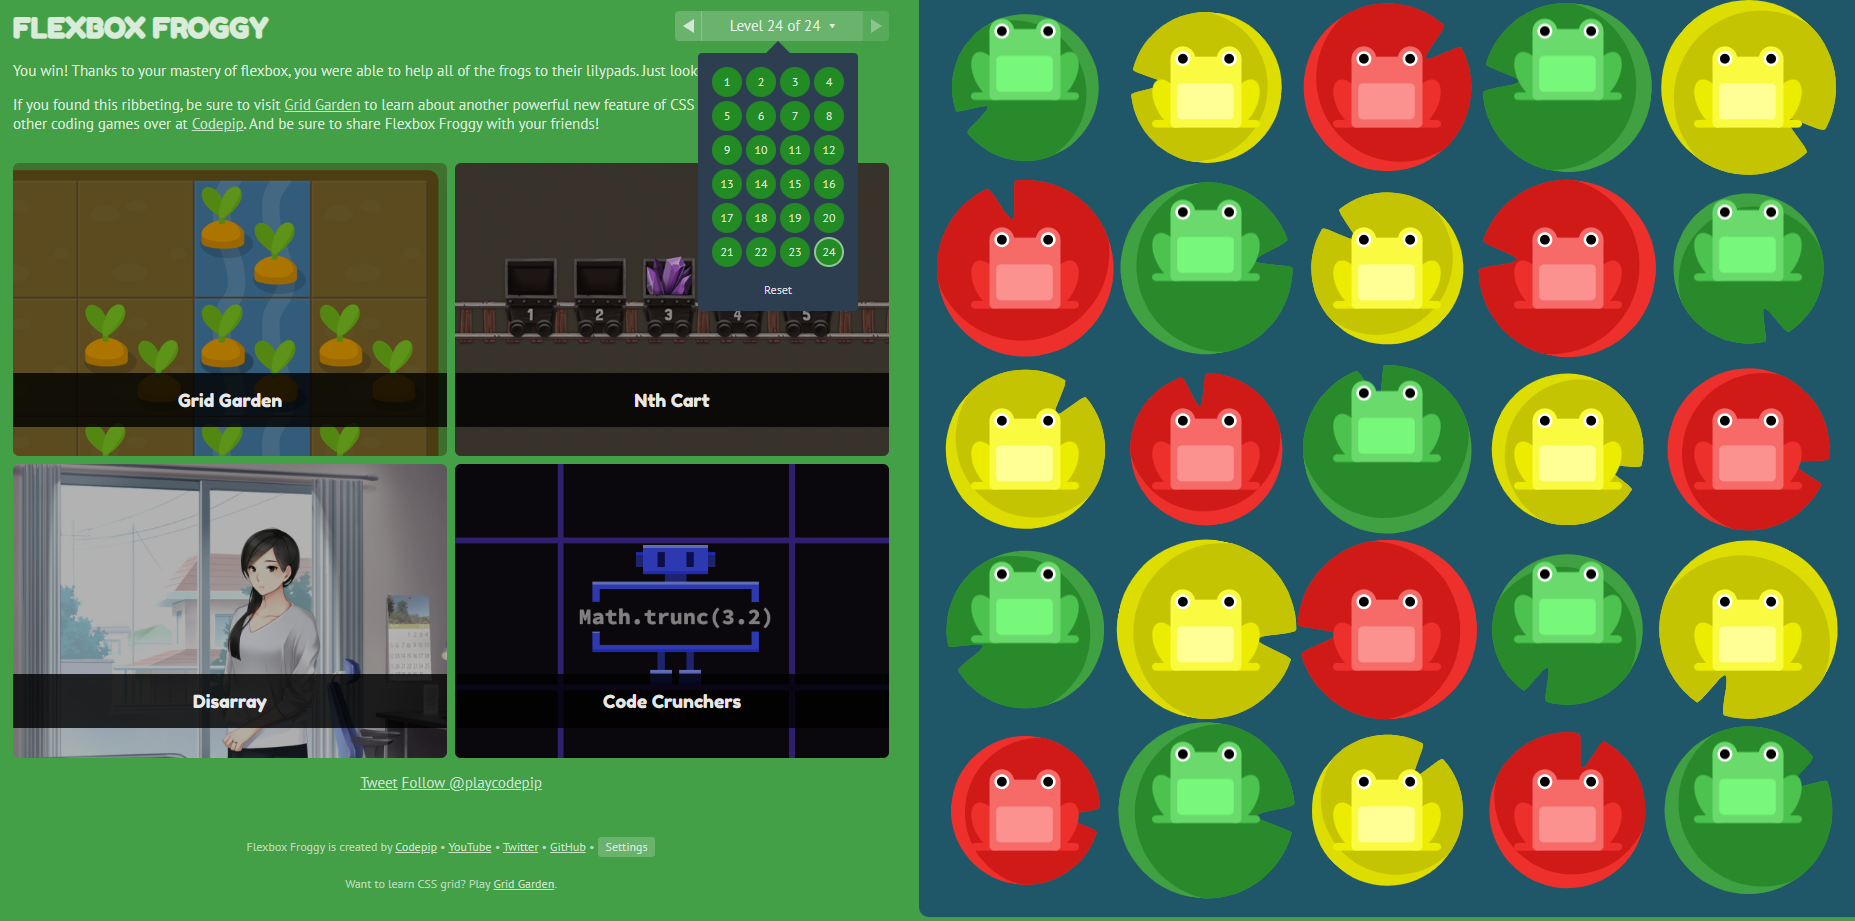 FLEXBOX FROGGY
Level 24 of 24
You win! Thanks to your mastery of flexbox, you were able to help all of the frogs to their lilypads. Just look
If you found this ribbeting, be sure to visit Grid Garden to learn about another powerful new feature of CSS
other coding games over at Codepip. And be sure to share Flexbox Froggy with your friends!
1 2 3 4
5 6 7 8
9 10 11 12
13 14 15 16
17 18 19 20
21 22 23 24
Reset
1 2 3 4 5
Grid Garden
Nth Cart
Math.trunc(3.2)
Disarray
Code Crunchers
Tweet Follow @playcodepip
Flexbox Froggy is created by Codepip • YouTube • Twitter • GitHub • Settings
Want to learn CSS grid? Play Grid Garden.